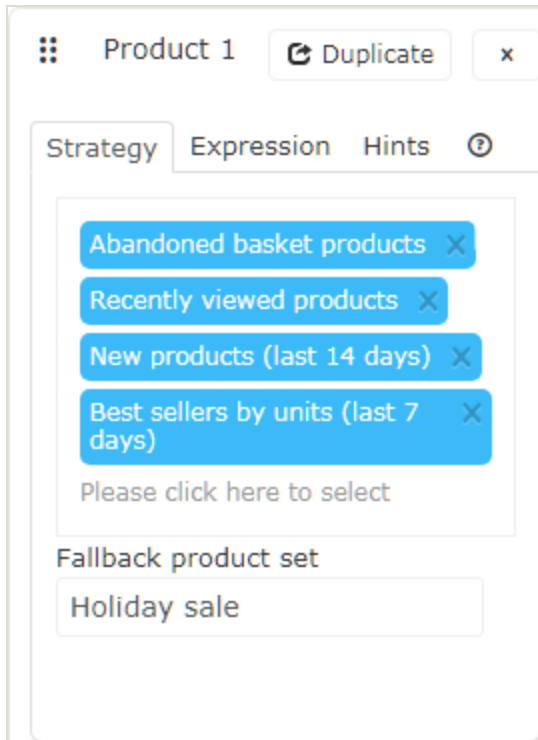 Product 1 Duplicate x
Strategy Expression Hints ?
Abandoned basket products X
Recently viewed products X
New products (last 14 days) X
Best sellers by units (last 7 X
days)
Please click here to select
Fallback product set
Holiday sale